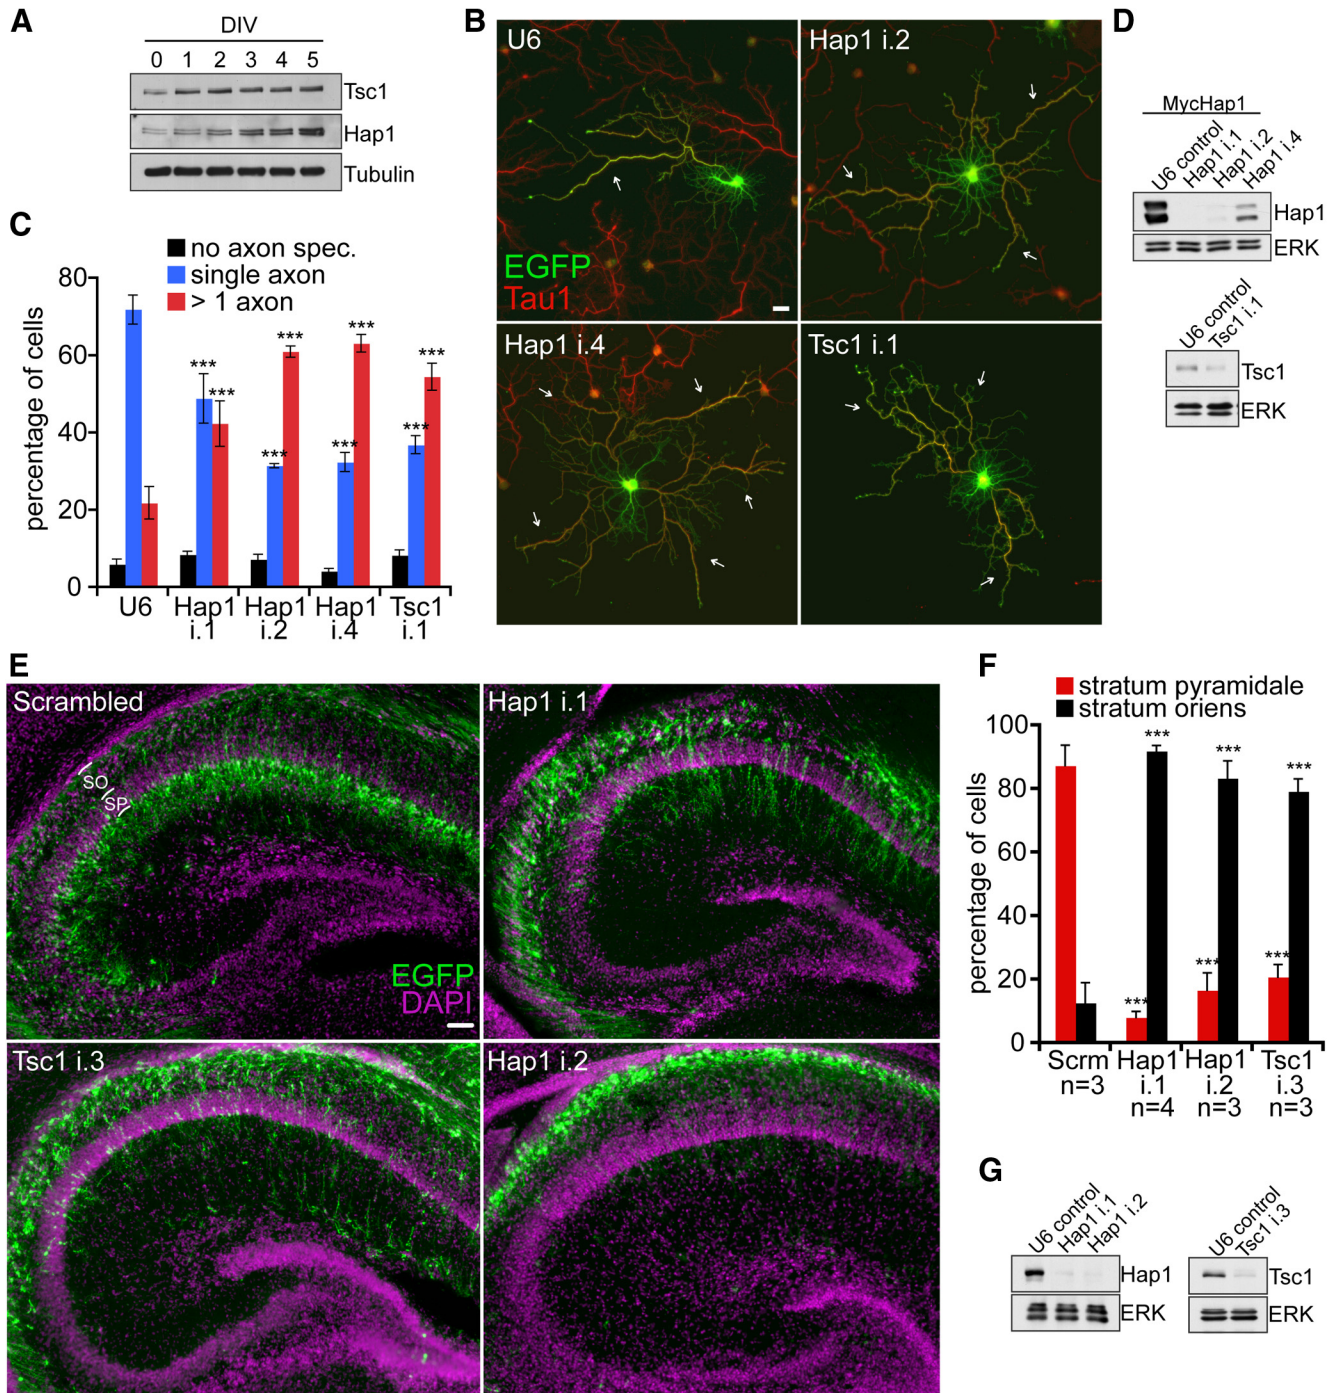 A
DIV
0 1 2 3 4 5
Tsc1
Hap1
Tubulin
B
U6
Hap1 i.2
EGFP
Tau1
Hap1 i.4
Tsc1 i.1
C
no axon spec.
single axon
> 1 axon
percentage of cells
80
60
40
20
0
*** *** *** *** *** *** *** ***
U6 Hap1 i.1 Hap1 i.2 Hap1 i.4 Tsc1 i.1
D
MycHap1
U6 control
Hap1 i.1
Hap1 i.2
Hap1 i.4
Hap1
ERK
U6 control
Tsc1 i.1
Tsc1
ERK
E
Scrambled
SO
SP
EGFP
DAPI
Hap1 i.1
Tsc1 i.3
Hap1 i.2
F
stratum pyramidale
stratum oriens
percentage of cells
100
80
60
40
20
0
*** *** *** *** *** ***
Scrm Hap1 Hap1 Tsc1
i.1 i.2 i.3
n=3 n=4 n=3 n=3
G
U6 control
Hap1 i.1
Hap1 i.2
Hap1
ERK
U6 control
Tsc1 i.3
Tsc1
ERK